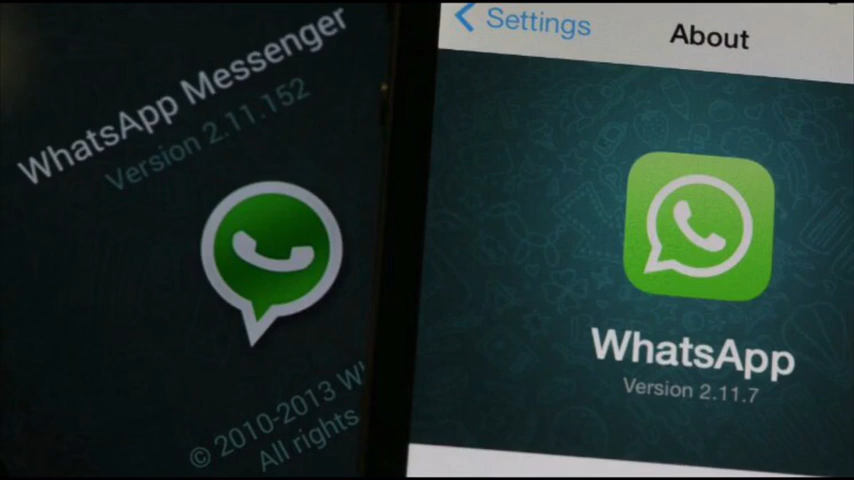 WhatsApp Messenger
Version 2.11.152
© 2010-2013 W
All rights
Settings
About
WhatsApp
Version 2.11.7